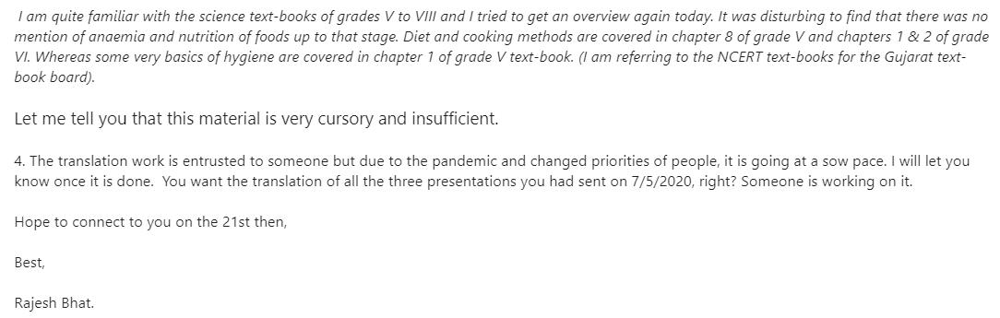 I am quite familiar with the science text-books of grades V to VIII and I tried to get an overview again today. It was disturbing to find that there was no
mention of anaemia and nutrition of foods up to that stage. Diet and cooking methods are covered in chapter 8 of grade V and chapters 1 & 2 of grade
VI. Whereas some very basics of hygiene are covered in chapter 1 of grade V text-book. (I am referring to the NCERT text-books for the Gujarat text-
book board).
Let me tell you that this material is very cursory and insufficient.
4. The translation work is entrusted to someone but due to the pandemic and changed priorities of people, it is going at a sow pace. I will let you
know once it is done.  You want the translation of all the three presentations you had sent on 7/5/2020, right? Someone is working on it.
Hope to connect to you on the 21st then,
Best,
Rajesh Bhat.